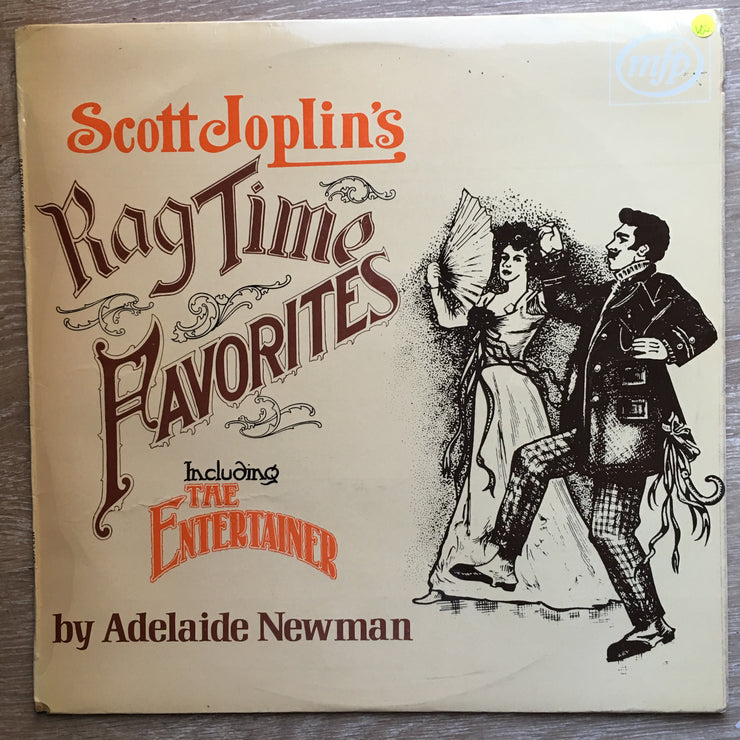 mfp
Scott Joplin's
Rag Time
FAVORITES
Including
THE
ENTERTAINER
by Adelaide Newman